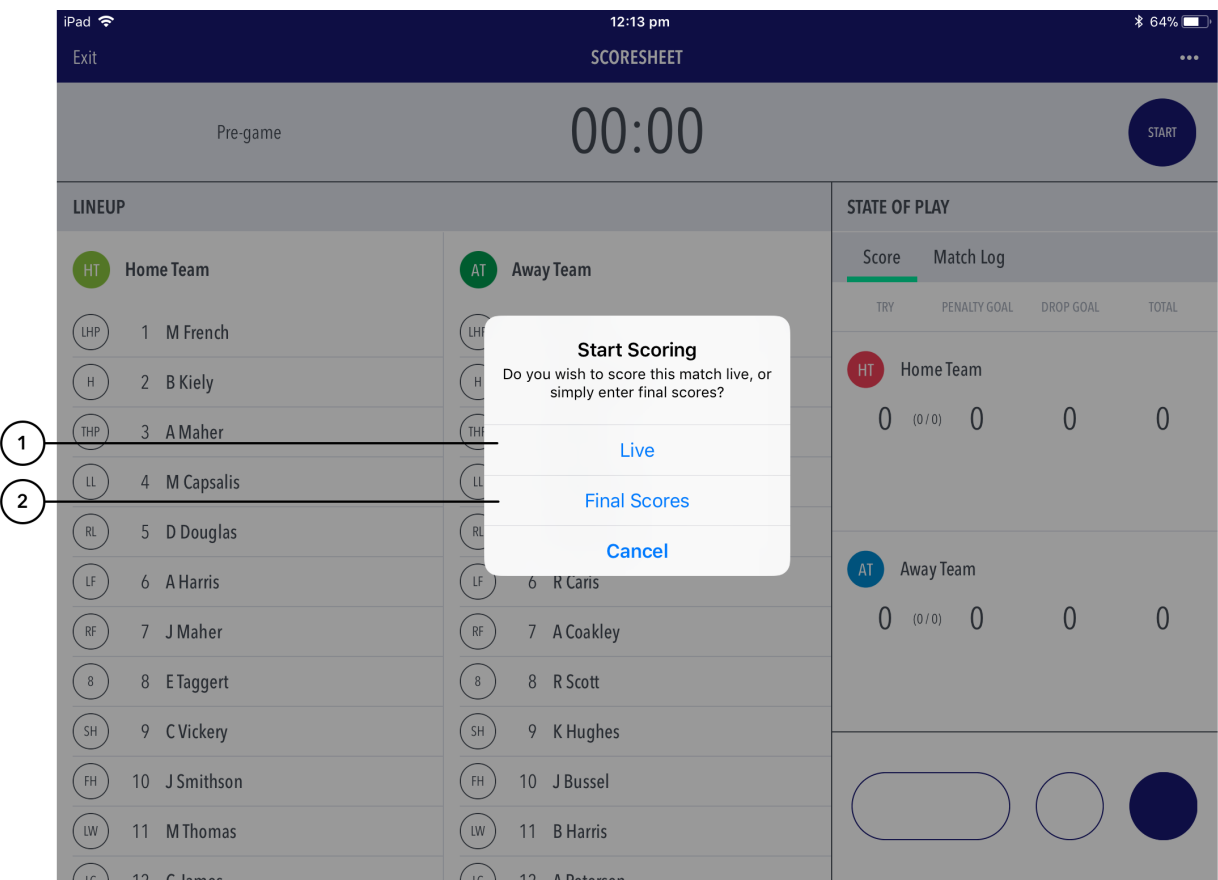 iPad 12:13 pm 64%
Exit SCORESHEET •••
Pre-game 00:00 START
LINEUP
HT Home Team
LHP 1 M French
H 2 B Kiely
THP 3 A Maher
LL 4 M Capsalis
RL 5 D Douglas
LF 6 A Harris
RF 7 J Maher
8 8 E Taggert
SH 9 C Vickery
FH 10 J Smithson
LW 11 M Thomas
AT Away Team
H
LF 6 R Caris
RF 7 A Coakley
8 8 R Scott
SH 9 K Hughes
FH 10 J Bussel
LW 11 B Harris
Start Scoring
Do you wish to score this match live, or
simply enter final scores?
Live
Final Scores
Cancel
1
2
STATE OF PLAY
Score Match Log
TRY PENALTY GOAL DROP GOAL TOTAL
HT Home Team
0 (0 / 0) 0 0 0
AT Away Team
0 (0 / 0) 0 0 0